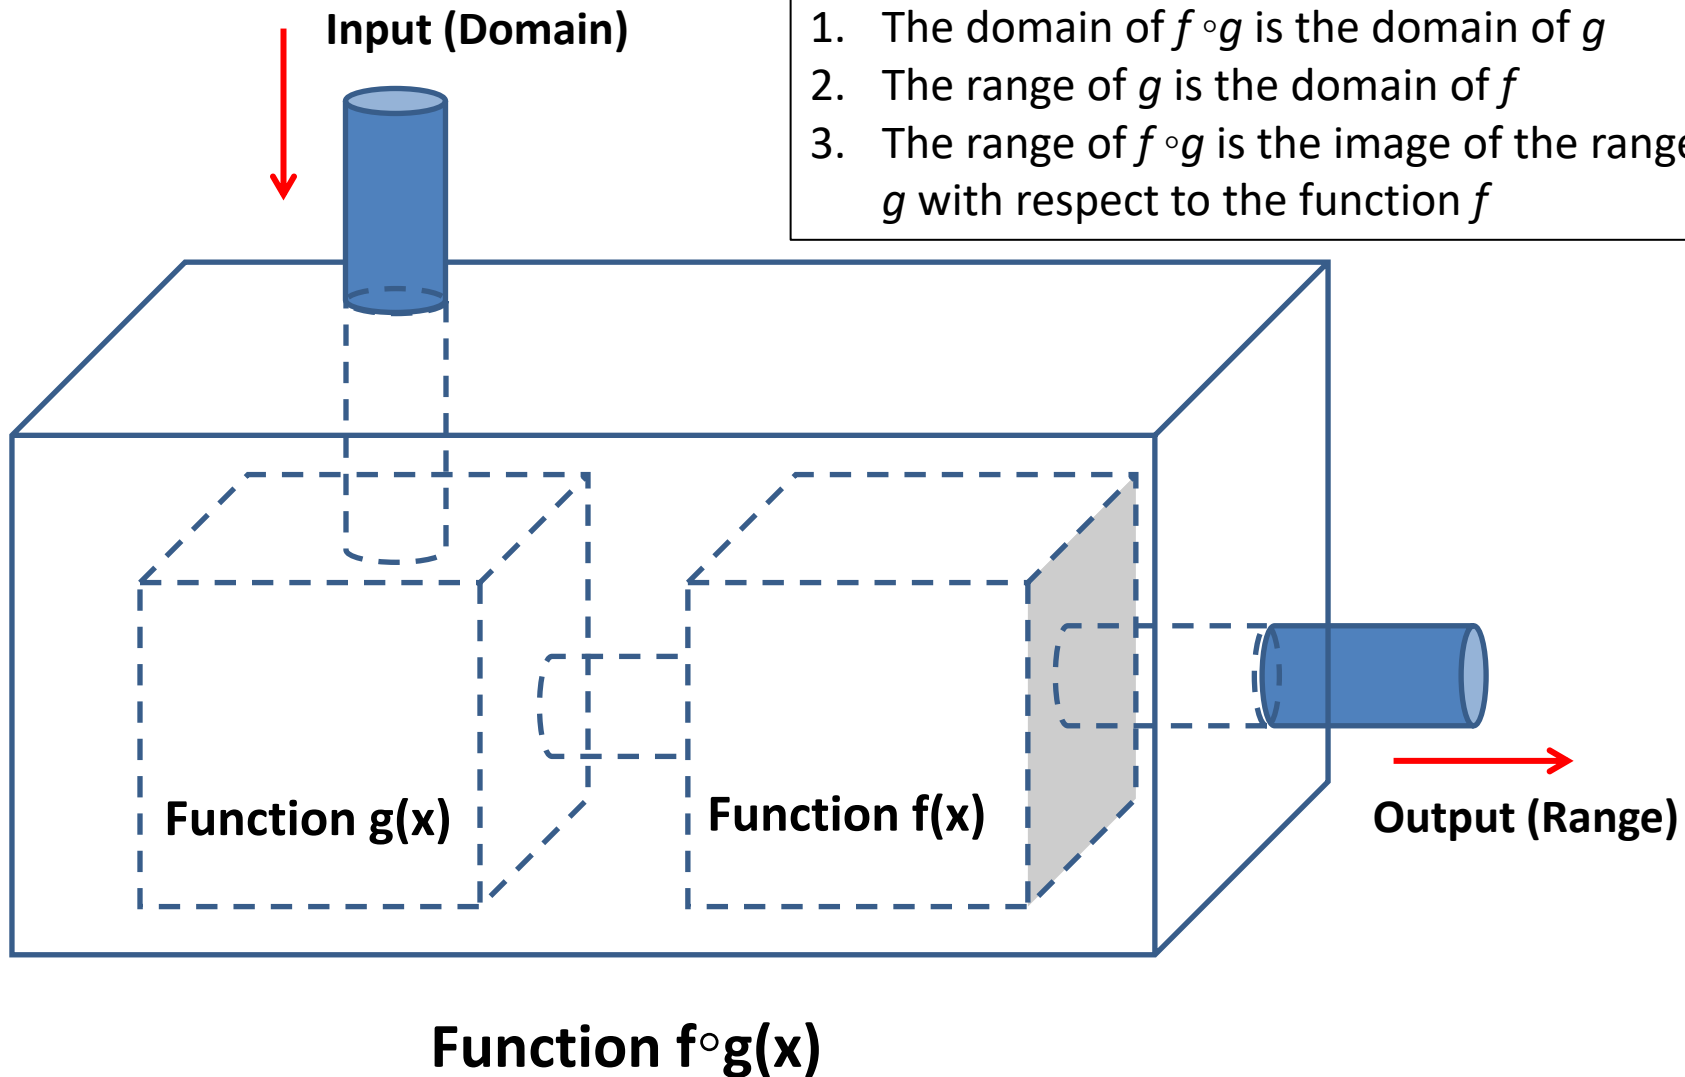 Input (Domain)
1. The domain of f ∘g is the domain of g
2. The range of g is the domain of f
3. The range of f ∘g is the image of the range
g with respect to the function f
Function g(x)
Function f(x)
Output (Range)
Function f∘g(x)